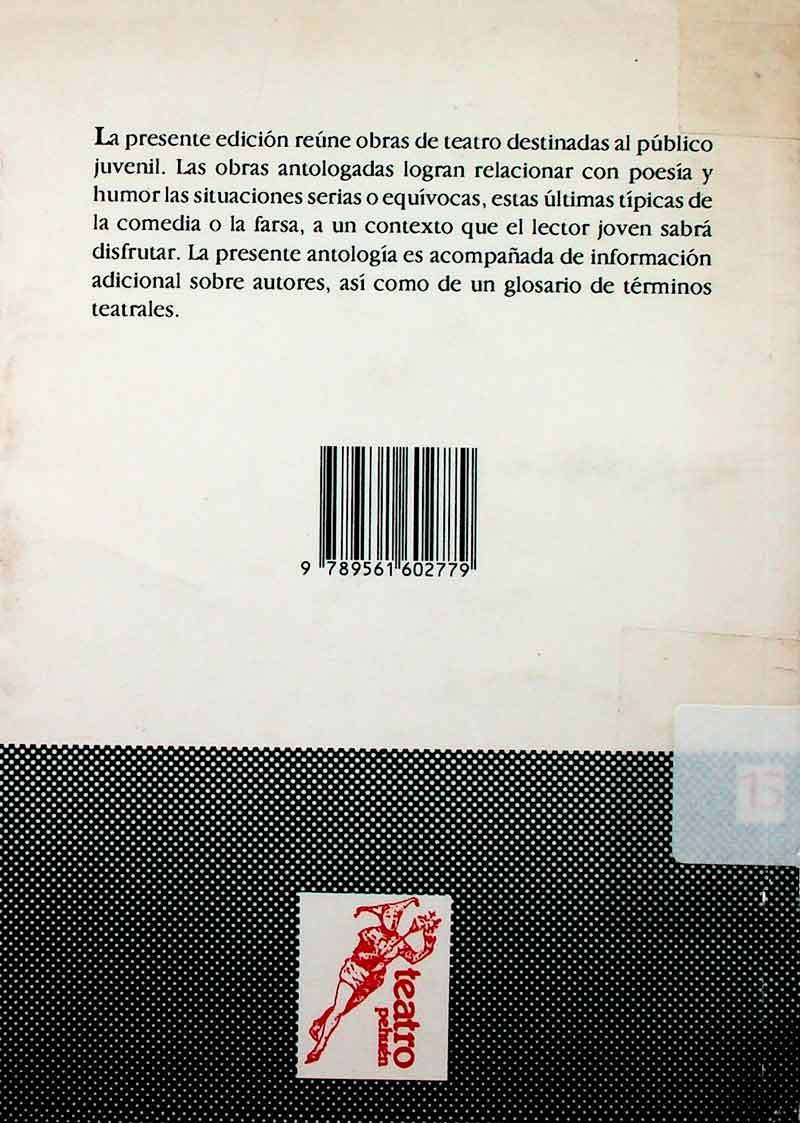 La presente edición reúne obras de teatro destinadas al público
juvenil. Las obras antologadas logran relacionar con poesía y
humor las situaciones serias o equívocas, estas últimas típicas de
la comedia o la farsa, a un contexto que el lector joven sabrá
disfrutar. La presente antología es acompañada de información
adicional sobre autores, así como de un glosario de términos
teatrales.
9 789561 602779
15
teatro
pehuén